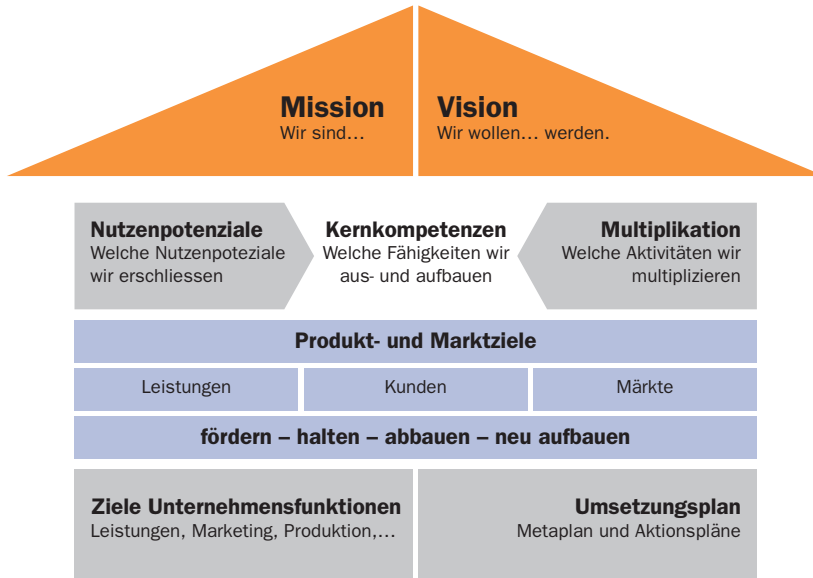 Mission
Wir sind…
Vision
Wir wollen… werden.
Nutzenpotenziale
Welche Nutzenpoteziale
wir erschliessen
Kernkompetenzen
Welche Fähigkeiten wir
aus- und aufbauen
Multiplikation
Welche Aktivitäten wir
multiplizieren
Produkt- und Marktziele
Leistungen
Kunden
Märkte
fördern – halten – abbauen – neu aufbauen
Ziele Unternehmensfunktionen
Leistungen, Marketing, Produktion,…
Umsetzungsplan
Metaplan und Aktionspläne